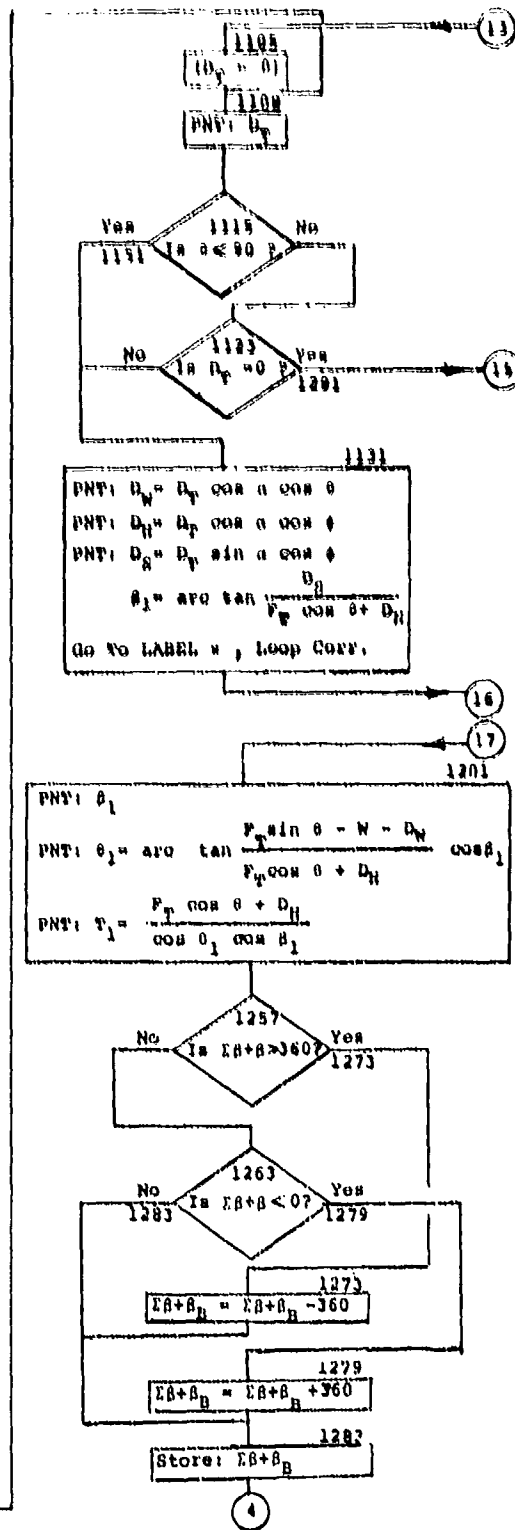 13
1105
(D_T = 0)
1108
PNT: D_T
Yes 1115 No
1131 Is θ < 90 ?
No 1123 Yes
Is D_T =0 ?
1201
15
1131
PNT: D_W= D_T cos α cos θ
PNT: D_H= D_T cos α cos ϕ
PNT: D_S= D_T sin α cos ϕ
β_1= arc tan D_S / F_T cos θ+ D_H
Go To LABEL , Loop Corr.
16
17
1201
PNT: β_1
PNT: θ_1= arc tan F_T sin θ - W - D_W / F_T cos θ + D_H cosβ_1
PNT: T_1= F_T cos θ + D_H / cos θ_1 cos β_1
No 1257 Yes
Is Σβ+β>360?
1273
No 1263 Yes
1283 Is Σβ+β<0? 1279
1273
Σβ+β_B = Σβ+β_B -360
1279
Σβ+β_B = Σβ+β_B +360
1283
Store: Σβ+β_B
4